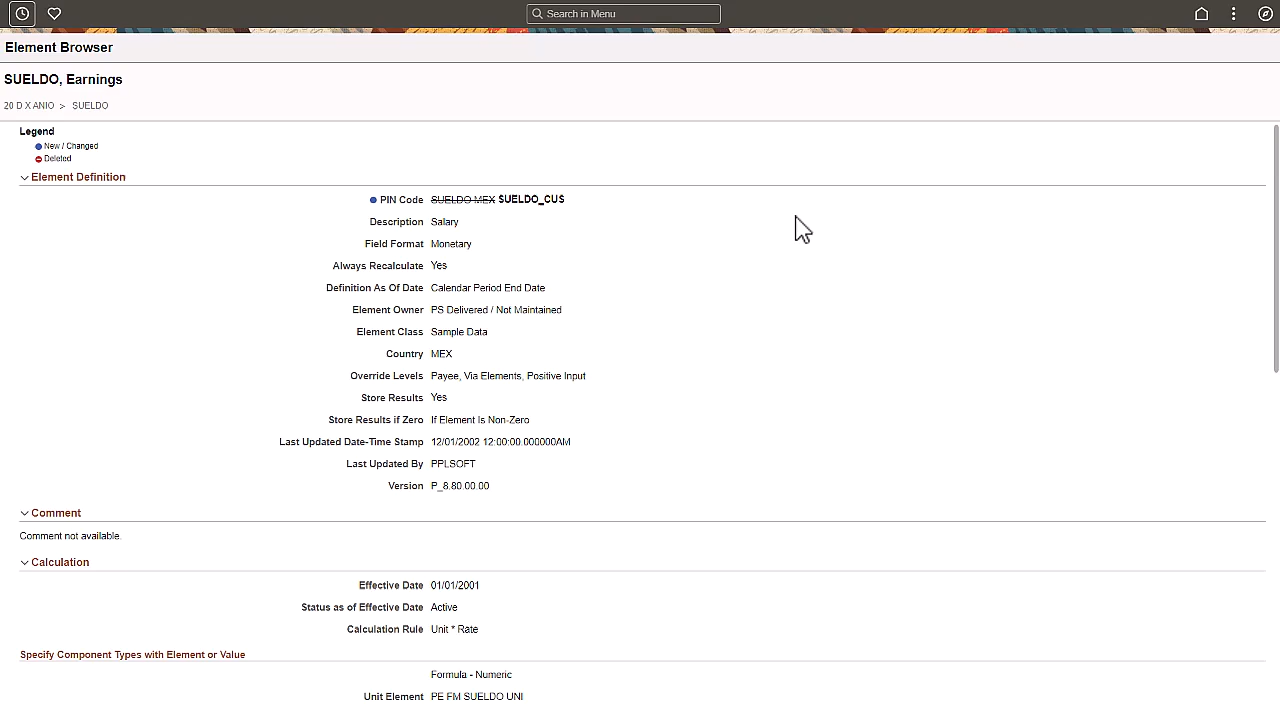 Search in Menu
Element Browser
SUELDO, Earnings
20 D X ANIO > SUELDO
Legend
New / Changed
Deleted
Element Definition
PIN Code SUELDO MEX $UELDO_CU$
Description Salary
Field Format Monetary
Always Recalculate Yes
Definition As Of Date Calendar Period End Date
Element Owner PS Delivered / Not Maintained
Element Class Sample Data
Country MEX
Override Levels Payee, Via Elements, Positive Input
Store Results Yes
Store Results if Zero If Element Is Non-Zero
Last Updated Date-Time Stamp 12/01/2002 12:00:00.000000AM
Last Updated By PPLSOFT
Version P_8.80.00.00
Comment
Comment not available.
Calculation
Effective Date 01/01/2001
Status as of Effective Date Active
Calculation Rule Unit * Rate
Specify Component Types with Element or Value
Formula - Numeric
Unit Element PE FM SUELDO UNI